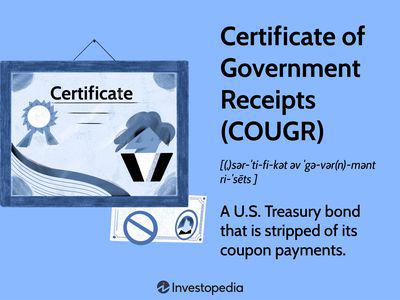 Certificate
Certificate of
Government
Receipts
(COUGR)
[(ˌ)sər-ˈti-fi-kət əv ˈgə-vər(n)-mənt
ri-ˈsēts ]
A U.S. Treasury bond
that is stripped of its
coupon payments.
Investopedia